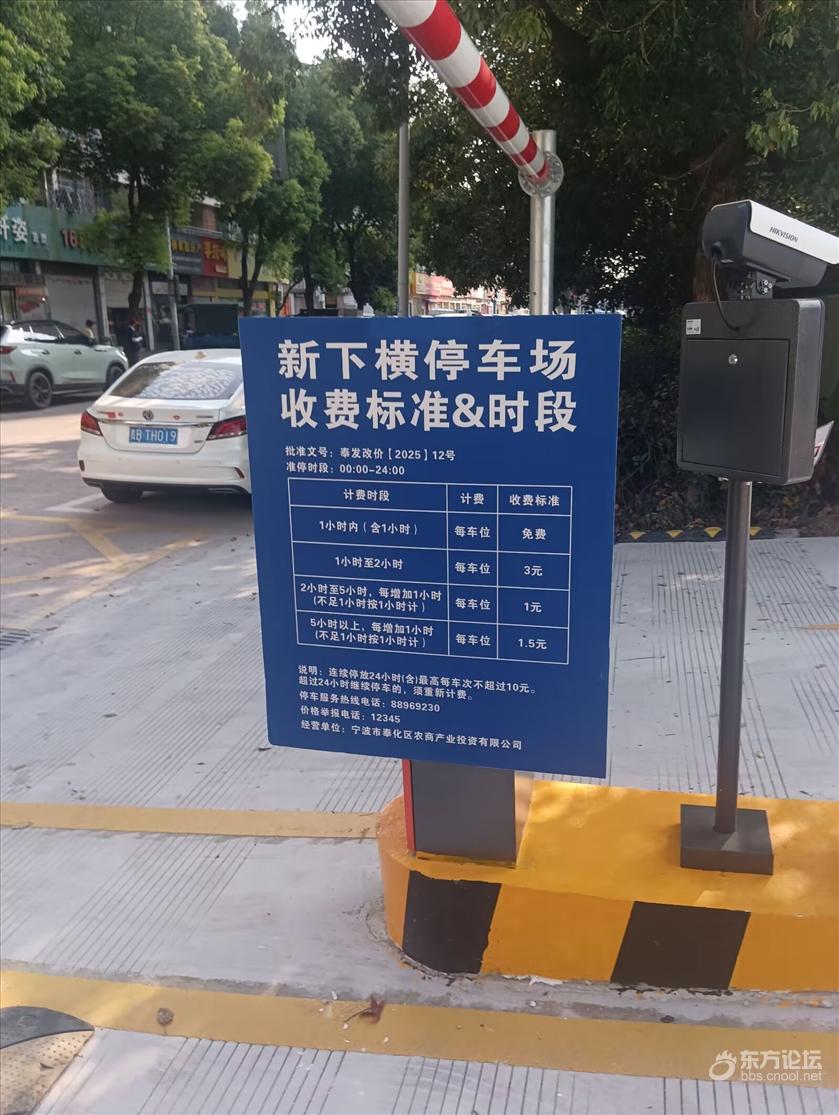 新下横停车场
收费标准&时段
批准文号：奉发改价【2025】12号
准停时段：00:00-24:00
计费时段 计费 收费标准
1小时内（含1小时） 每车位 免费
1小时至2小时 每车位 3元
2小时至5小时，每增加1小时
（不足1小时按1小时计） 每车位 1元
5小时以上，每增加1小时
（不足1小时按1小时计） 每车位 1.5元
说明：连续停放24小时(含)最高每车次不超过10元。
超过24小时继续停车的，须重新计费。
停车服务热线电话：88969230
价格举报电话：12345
经营单位：宁波市奉化区农商产业投资有限公司
HIKVISION
B TH019
东方论坛
bbs.cnool.net